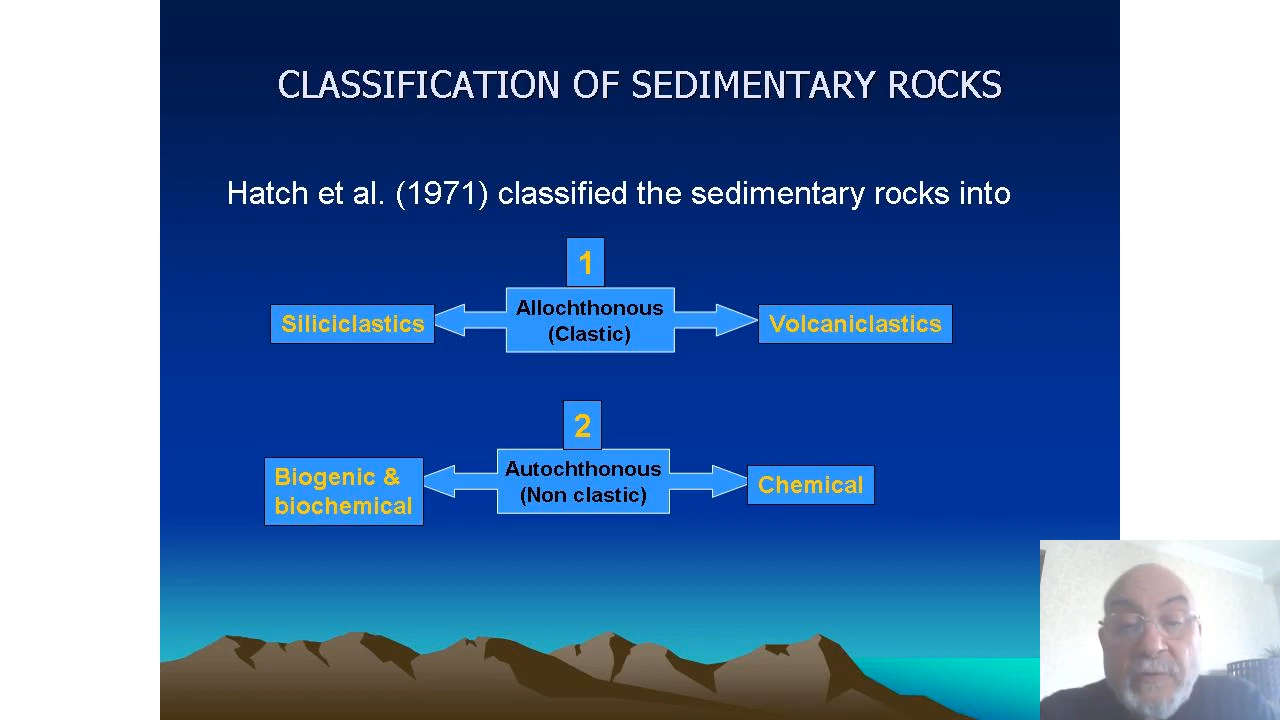 CLASSIFICATION OF SEDIMENTARY ROCKS
Hatch et al. (1971) classified the sedimentary rocks into
1
Siliciclastics
Allochthonous
(Clastic)
Volcaniclastics
2
Biogenic &
biochemical
Autochthonous
(Non clastic)
Chemical